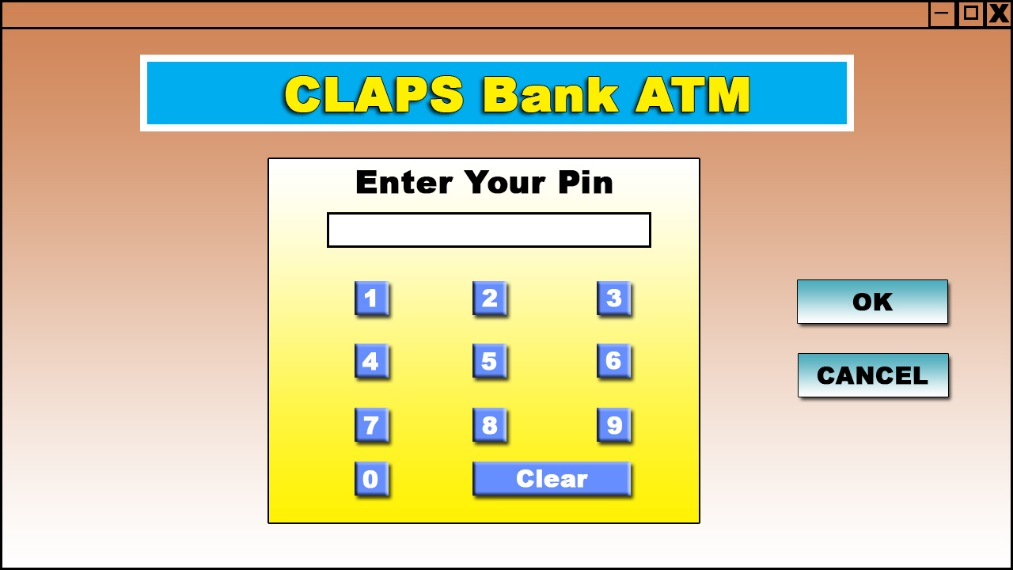 CLAPS Bank ATM
Enter Your Pin
1 2 3
4 5 6
7 8 9
0 Clear
OK
CANCEL